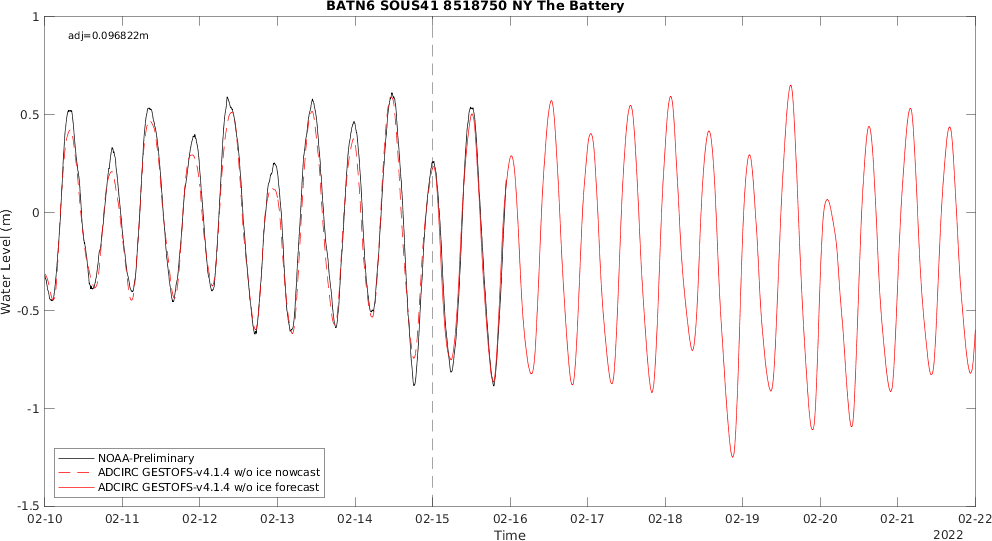 BATN6 SOUS41 8518750 NY The Battery
adj=0.096822m
1
0.5
0
-0.5
-1
-1.5
Water Level (m)
NOAA-Preliminary
ADCIRC GESTOFS-v4.1.4 w/o ice nowcast
ADCIRC GESTOFS-v4.1.4 w/o ice forecast
02-10 02-11 02-12 02-13 02-14 02-15 02-16 02-17 02-18 02-19 02-20 02-21 02-22
Time
2022